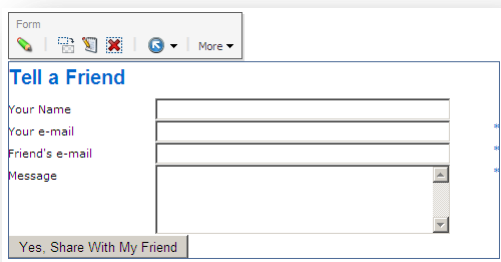 Form
More
Tell a Friend
Your Name
Your e-mail
*
Friend's e-mail
*
Message
*
Yes, Share With My Friend